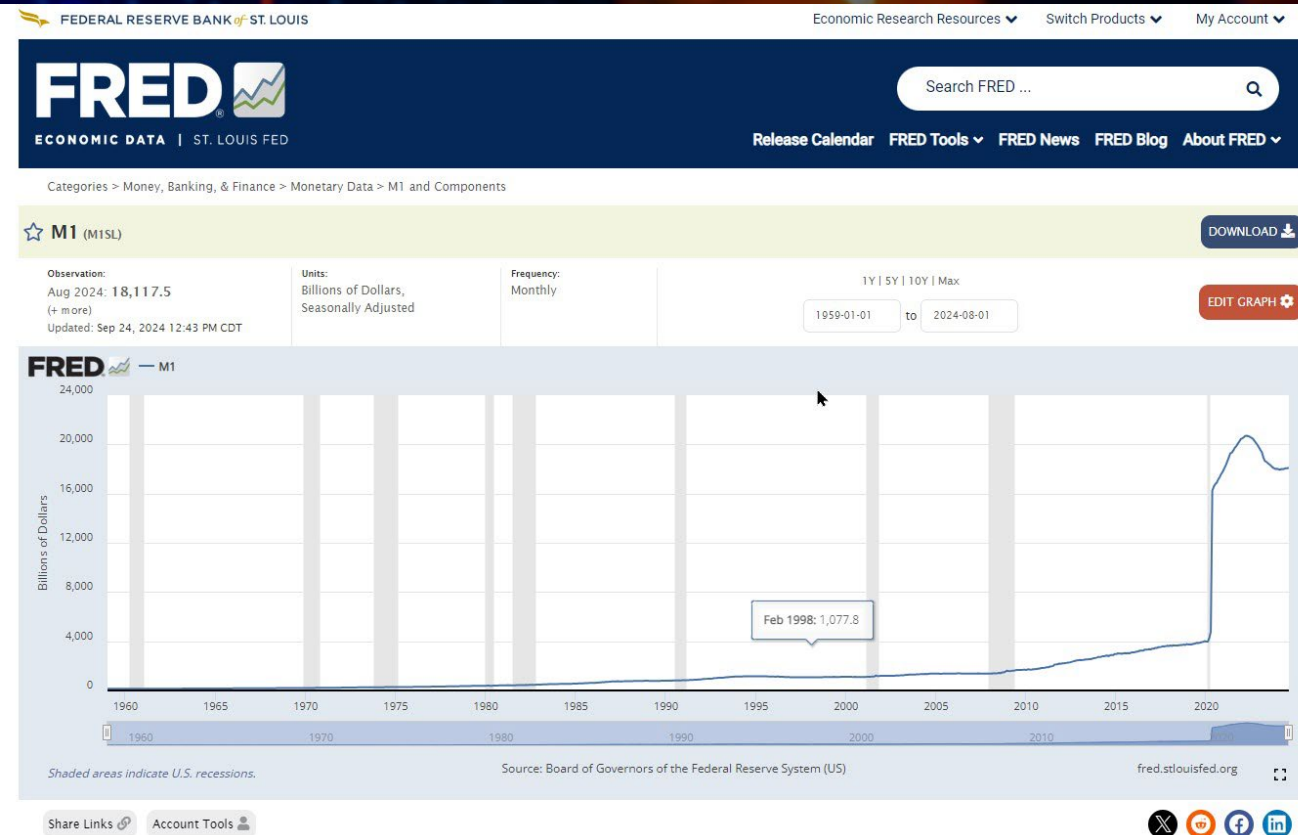 FEDERAL RESERVE BANK of ST. LOUIS
Economic Research Resources
Switch Products
My Account
FRED®
ECONOMIC DATA | ST. LOUIS FED
Search FRED ...
Release Calendar
FRED Tools
FRED News
FRED Blog
About FRED
Categories > Money, Banking, & Finance > Monetary Data > M1 and Components
M1 (M1SL)
DOWNLOAD
Observation:
Aug 2024: 18,117.5
(+ more)
Updated: Sep 24, 2024 12:43 PM CDT
Units:
Billions of Dollars,
Seasonally Adjusted
Frequency:
Monthly
1Y | 5Y | 10Y | Max
1959-01-01 to 2024-08-01
EDIT GRAPH
FRED — M1
24,000
20,000
16,000
12,000
8,000
4,000
0
Billions of Dollars
Feb 1998: 1,077.8
1960 1965 1970 1975 1980 1985 1990 1995 2000 2005 2010 2015 2020
1960 1970 1980 1990 2000 2010 2020
Shaded areas indicate U.S. recessions.
Source: Board of Governors of the Federal Reserve System (US)
fred.stlouisfed.org
Share Links
Account Tools